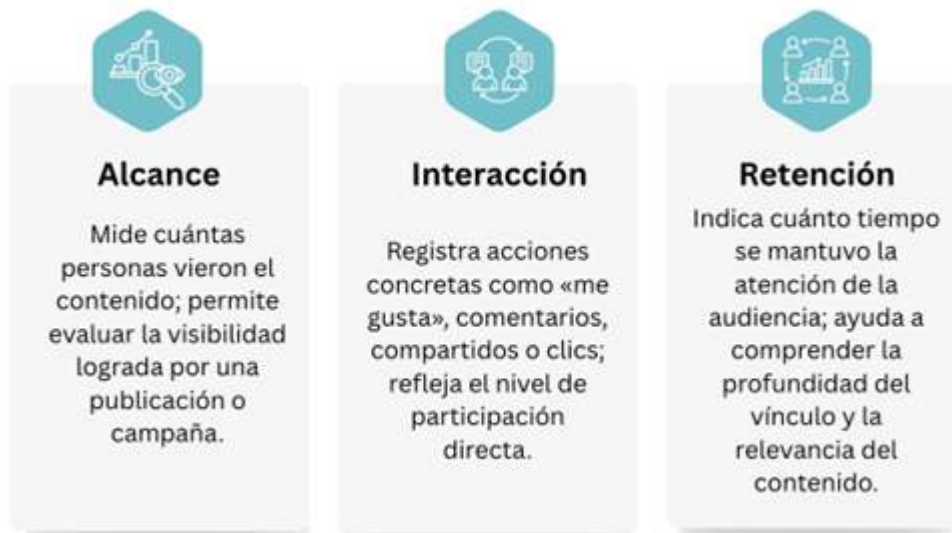 Alcance
Mide cuántas
personas vieron el
contenido; permite
evaluar la visibilidad
lograda por una
publicación o
campaña.
Interacción
Registra acciones
concretas como «me
gusta», comentarios,
compartidos o clics;
refleja el nivel de
participación
directa.
Retención
Indica cuánto tiempo
se mantuvo la
atención de la
audiencia; ayuda a
comprender la
profundidad del
vínculo y la
relevancia del
contenido.